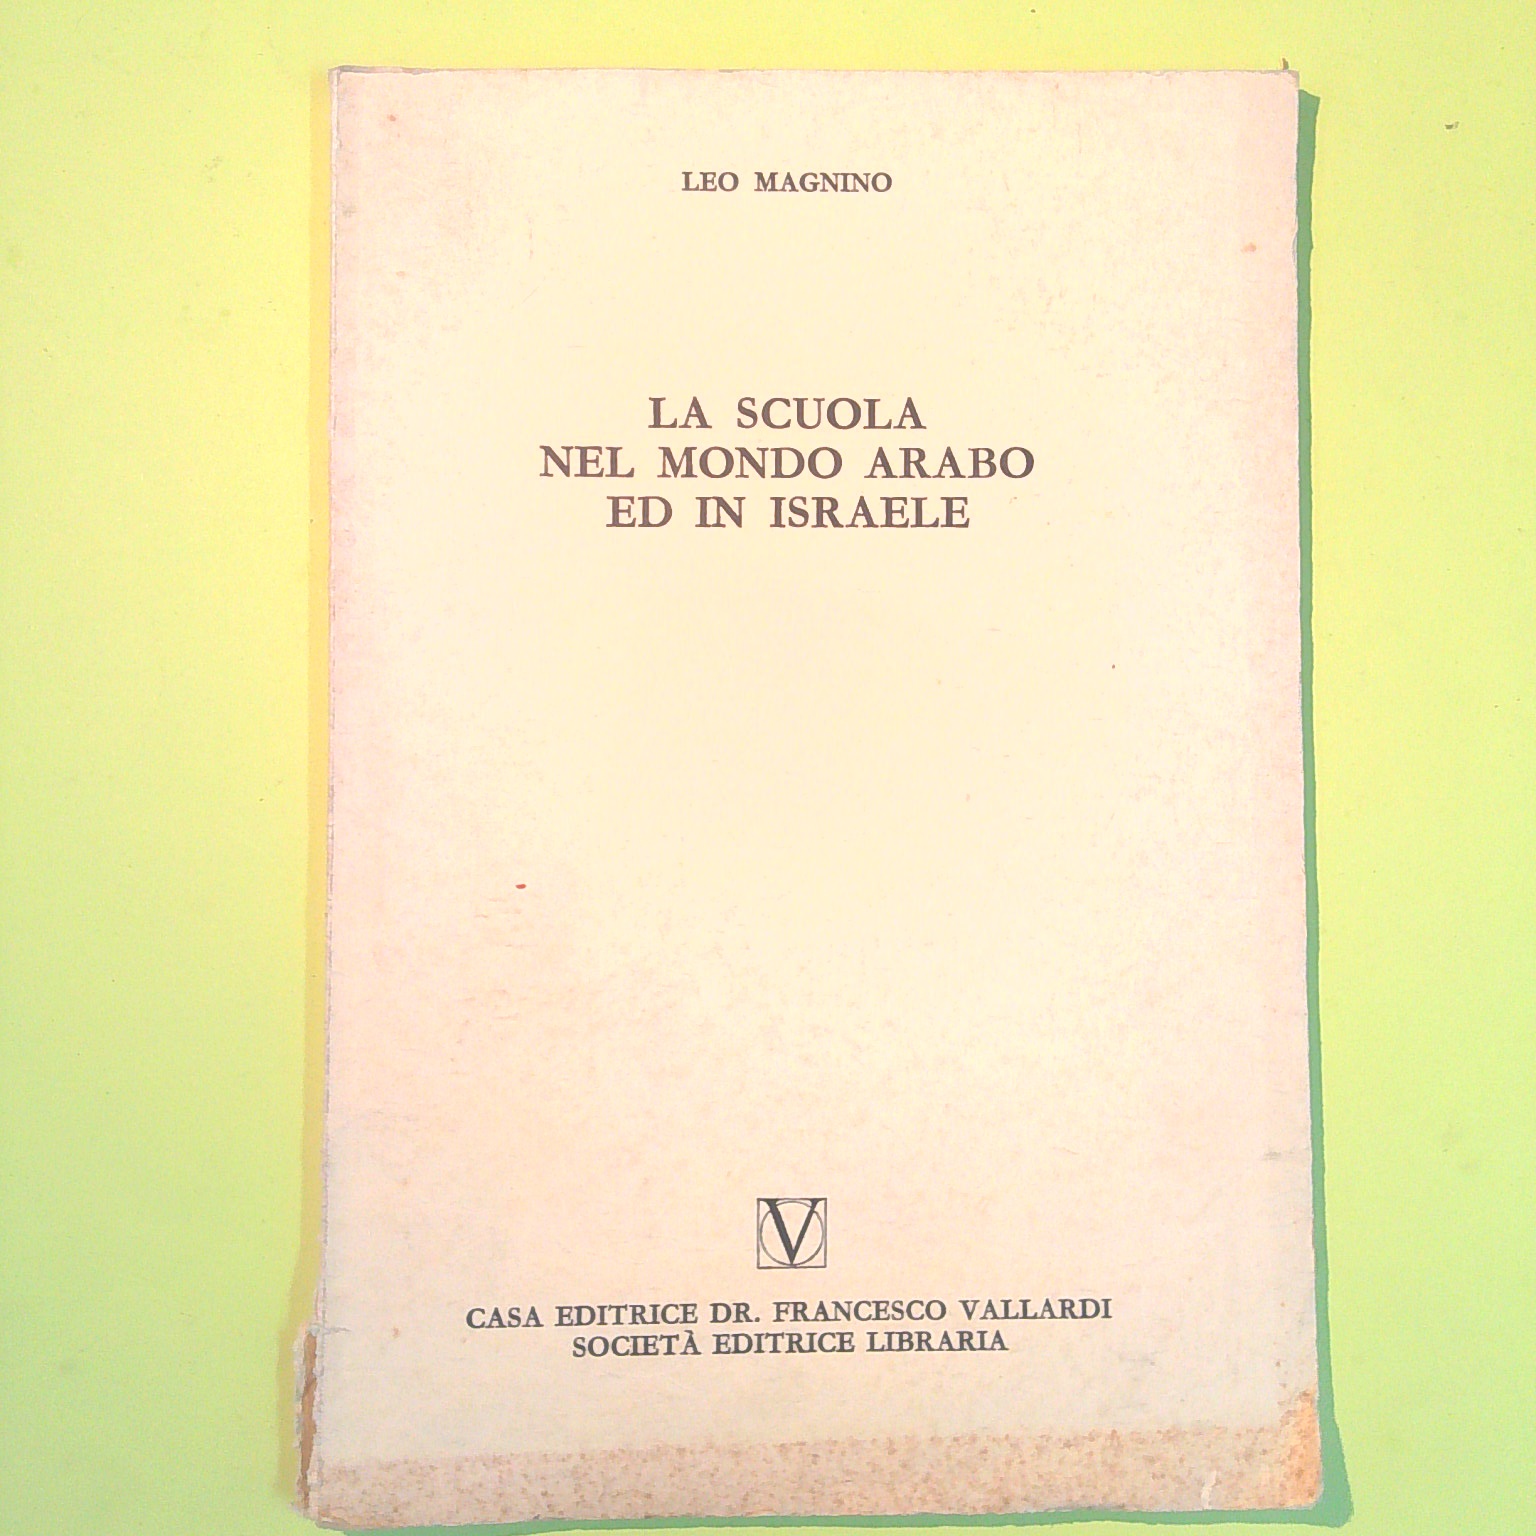 LEO MAGNINO
LA SCUOLA
NEL MONDO ARABO
ED IN ISRAELE
V
CASA EDITRICE DR. FRANCESCO VALLARDI
SOCIETÀ EDITRICE LIBRARIA